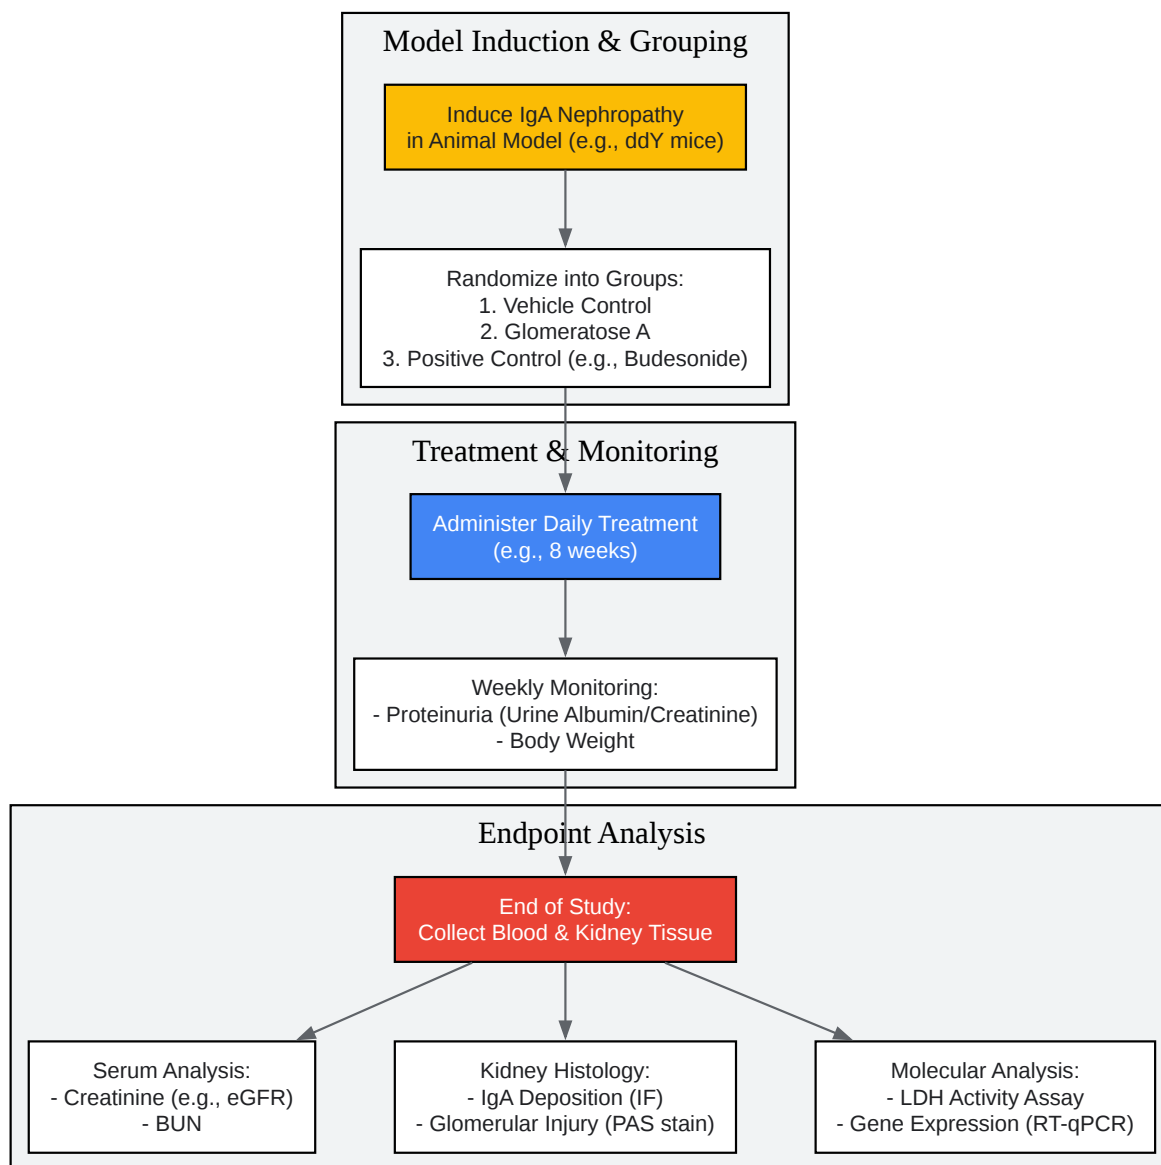 Model Induction & Grouping
Induce IgA Nephropathy
in Animal Model (e.g., ddY mice)
Randomize into Groups:
1. Vehicle Control
2. Glomeratose A
3. Positive Control (e.g., Budesonide)
Treatment & Monitoring
Administer Daily Treatment
(e.g., 8 weeks)
Weekly Monitoring:
- Proteinuria (Urine Albumin/Creatinine)
- Body Weight
Endpoint Analysis
End of Study:
Collect Blood & Kidney Tissue
Serum Analysis:
- Creatinine (e.g., eGFR)
- BUN
Kidney Histology:
- IgA Deposition (IF)
- Glomerular Injury (PAS stain)
Molecular Analysis:
- LDH Activity Assay
- Gene Expression (RT-qPCR)